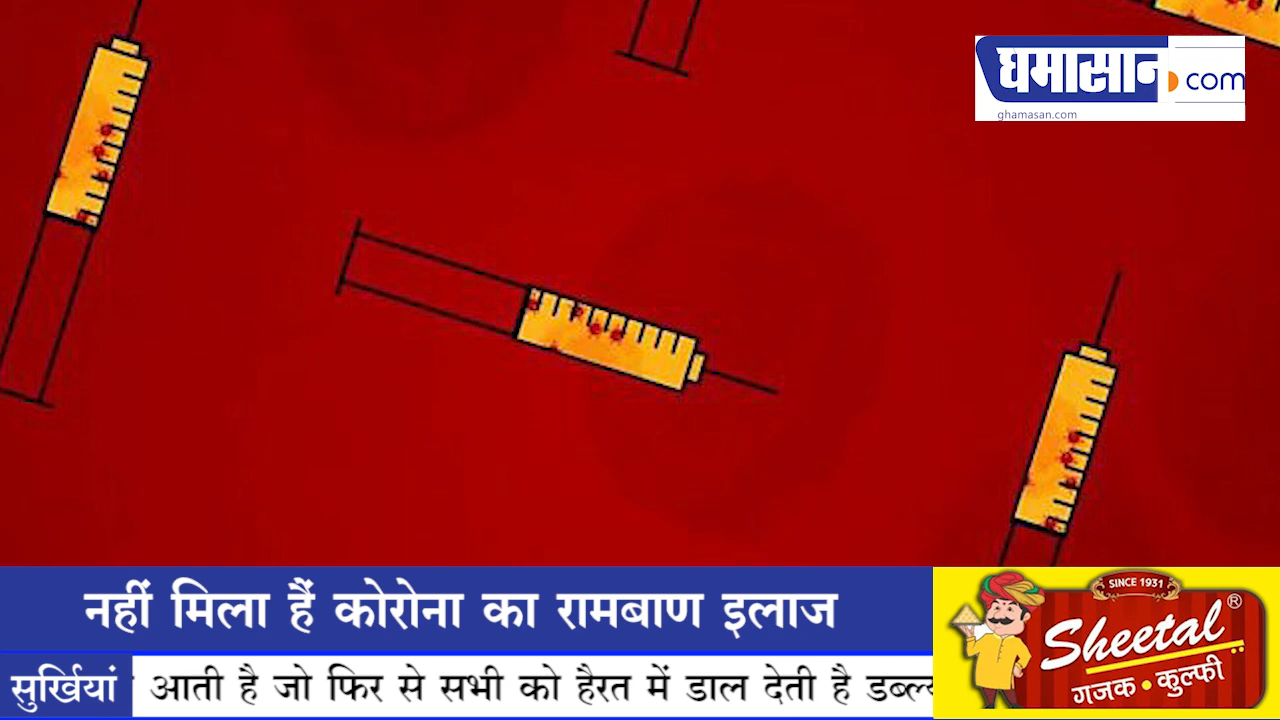 घमासान.com
ghamasan.com
नहीं मिला हैं कोरोना का रामबाण इलाज
सुर्खियां
आती है जो फिर से सभी को हैरत में डाल देती है
SINCE 1931
Sheetal®
गजक • कुल्फी